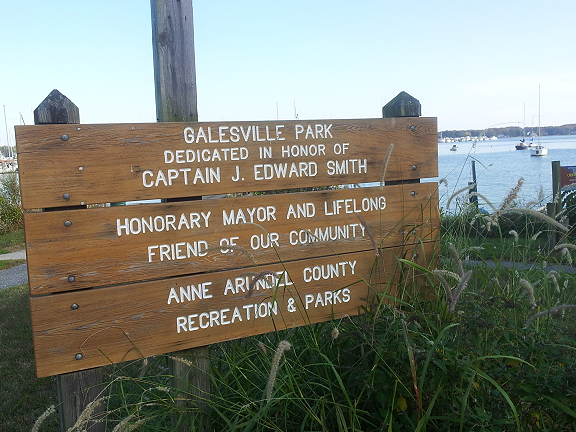 GALESVILLE PARK
DEDICATED IN HONOR OF
CAPTAIN J. EDWARD SMITH
HONORARY MAYOR AND LIFELONG
FRIEND OF OUR COMMUNITY
ANNE ARUNDEL COUNTY
RECREATION & PARKS